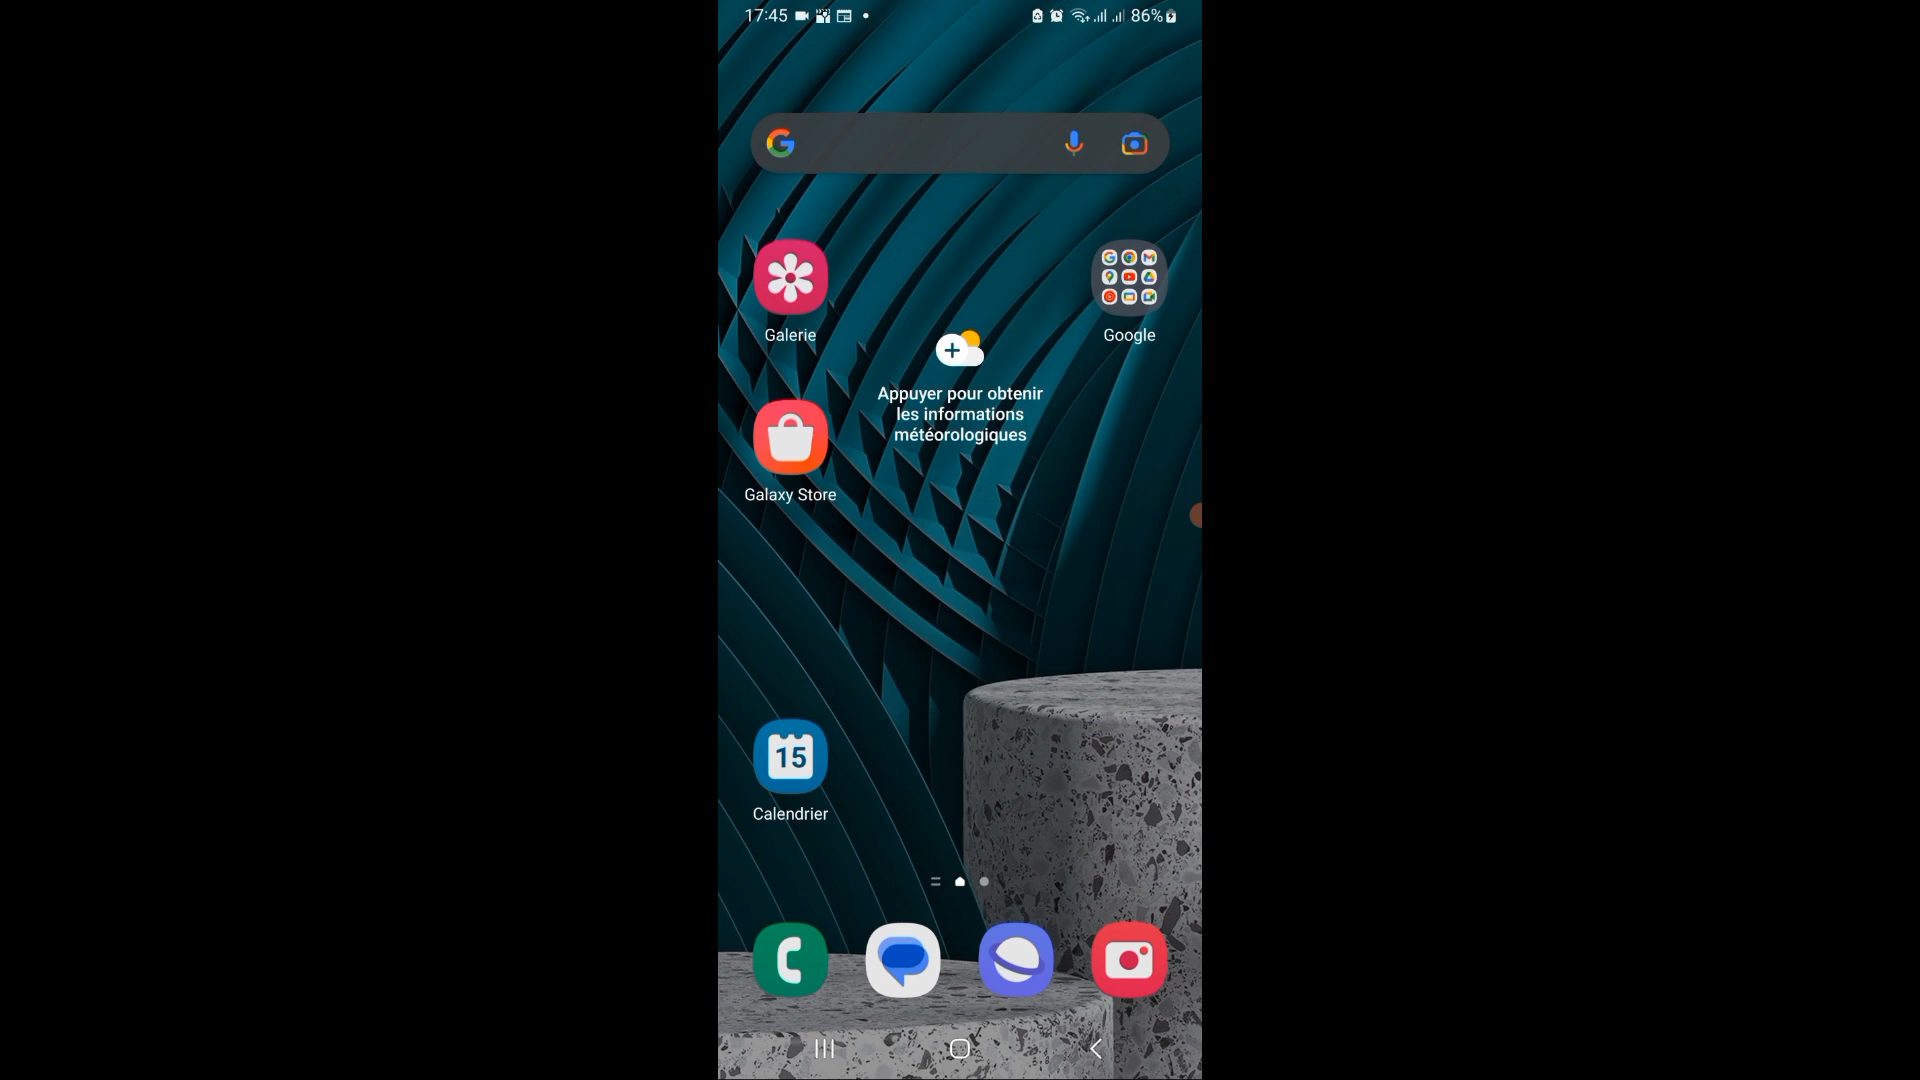 17:45
86%
Galerie
Google
Appuyer pour obtenir
les informations
météorologiques
Galaxy Store
15
Calendrier